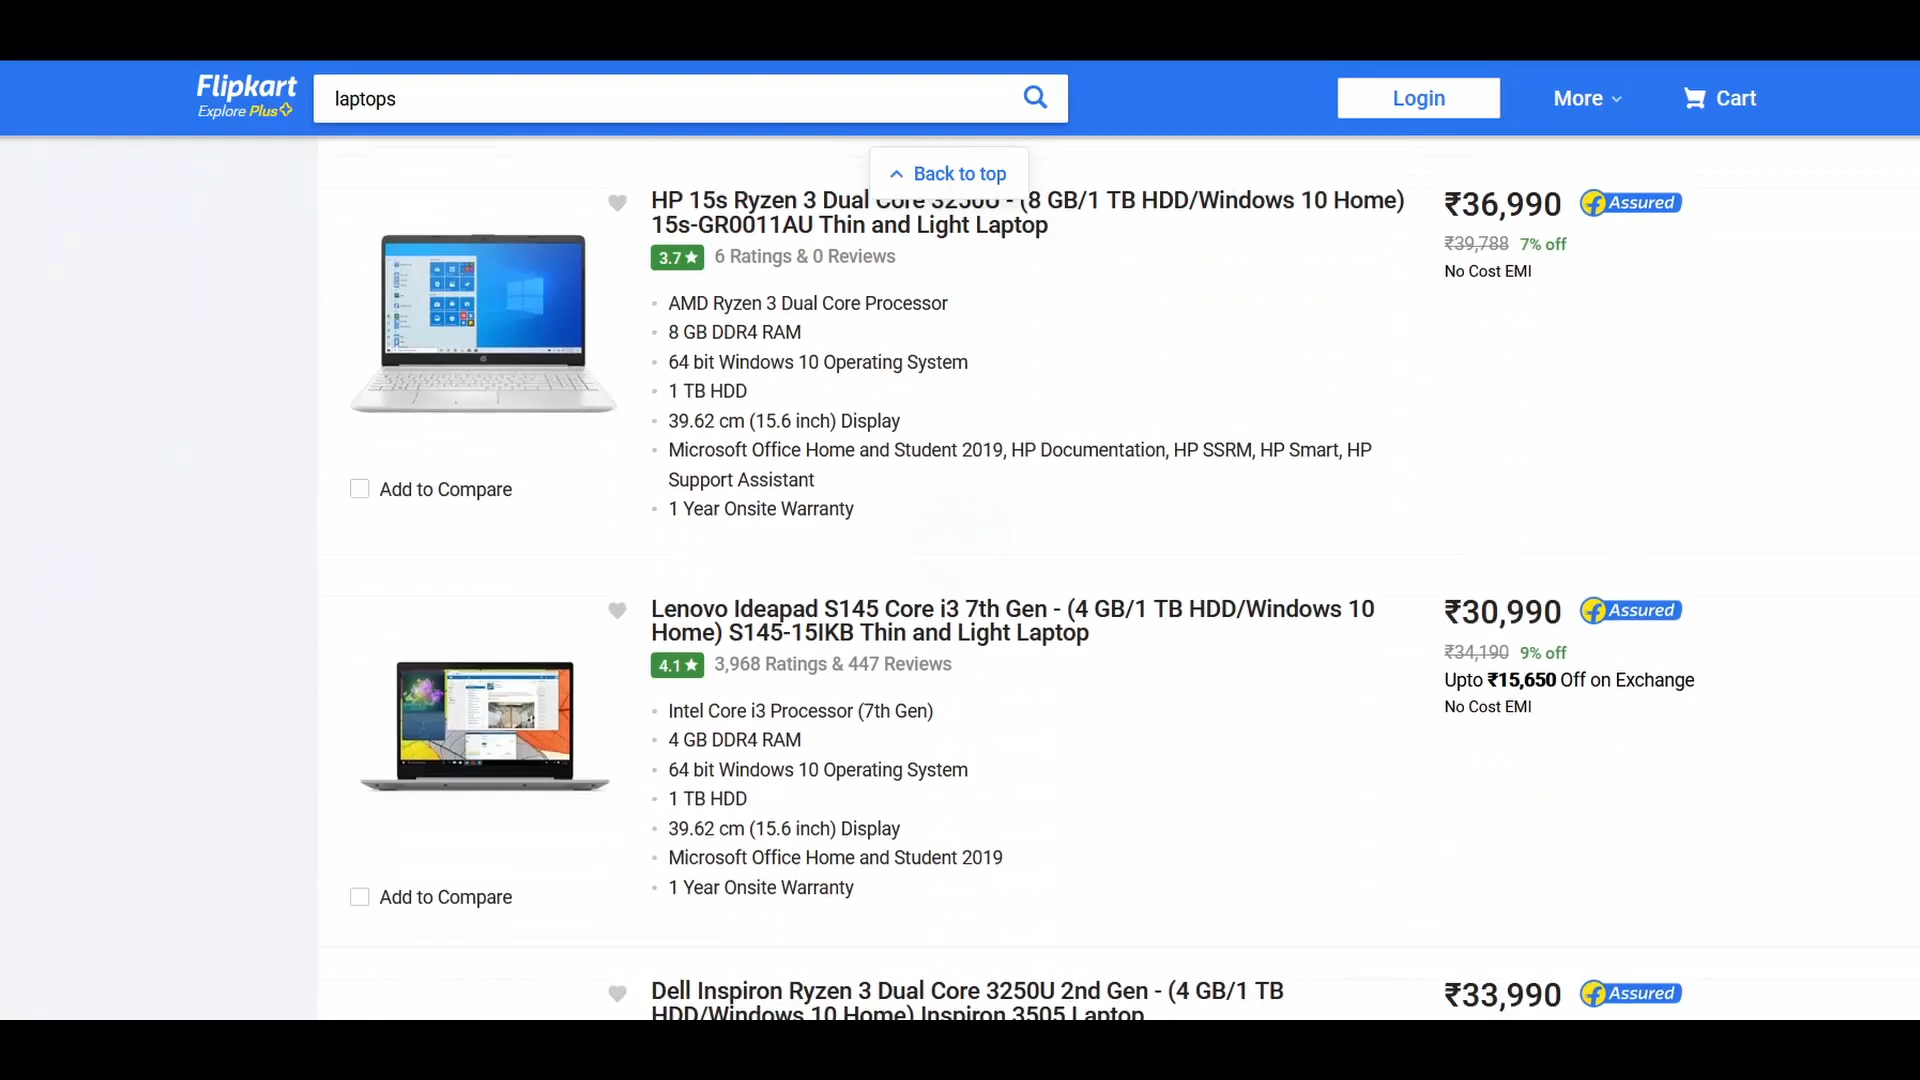 Flipkart
Explore Plus
laptops
Login
More
Cart
Back to top
HP 15s Ryzen 3 Dual Core 3250U - (8 GB/1 TB HDD/Windows 10 Home)
15s-GR0011AU Thin and Light Laptop
3.7★ 6 Ratings & 0 Reviews
• AMD Ryzen 3 Dual Core Processor
• 8 GB DDR4 RAM
• 64 bit Windows 10 Operating System
• 1 TB HDD
• 39.62 cm (15.6 inch) Display
• Microsoft Office Home and Student 2019, HP Documentation, HP SSRM, HP Smart, HP
Support Assistant
• 1 Year Onsite Warranty
₹36,990 Assured
₹39,788 7% off
No Cost EMI
Add to Compare
Lenovo Ideapad S145 Core i3 7th Gen - (4 GB/1 TB HDD/Windows 10
Home) S145-15IKB Thin and Light Laptop
4.1★ 3,968 Ratings & 447 Reviews
• Intel Core i3 Processor (7th Gen)
• 4 GB DDR4 RAM
• 64 bit Windows 10 Operating System
• 1 TB HDD
• 39.62 cm (15.6 inch) Display
• Microsoft Office Home and Student 2019
• 1 Year Onsite Warranty
₹30,990 Assured
₹34,190 9% off
Upto ₹15,650 Off on Exchange
No Cost EMI
Add to Compare
Dell Inspiron Ryzen 3 Dual Core 3250U 2nd Gen - (4 GB/1 TB
HDD/Windows 10 Home) Inspiron 3505 Laptop
₹33,990 Assured